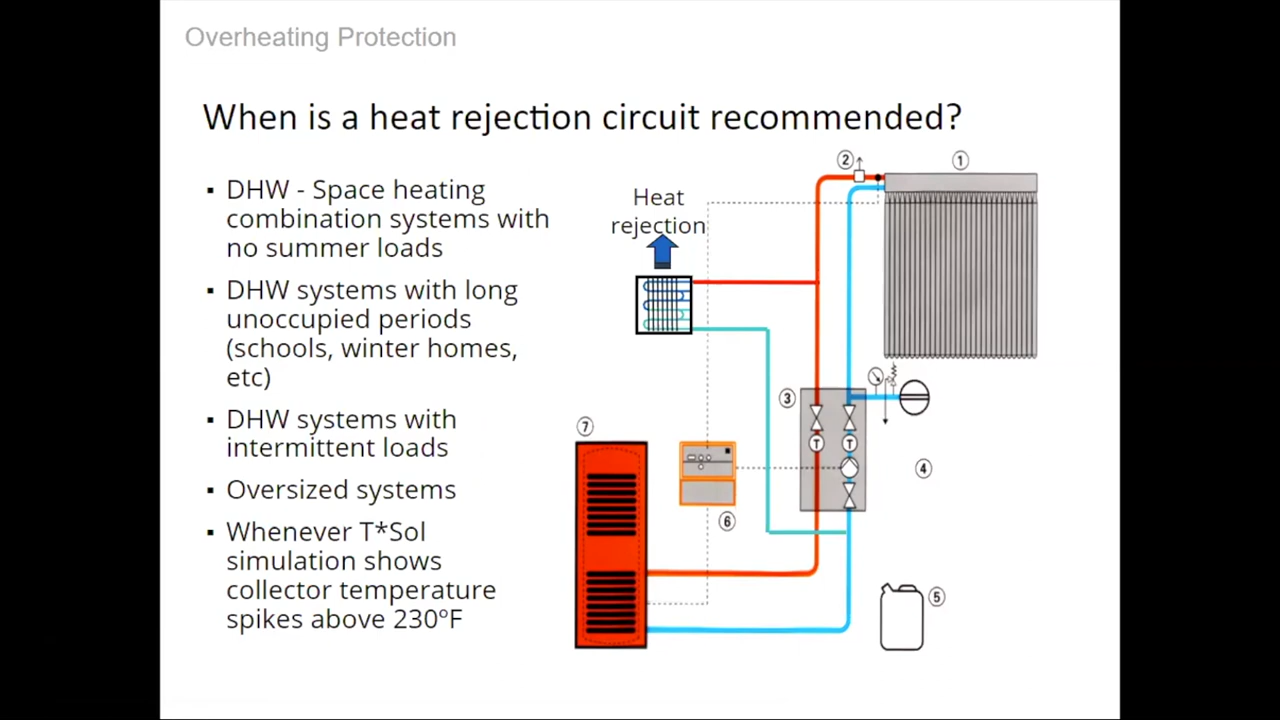 Overheating Protection
When is a heat rejection circuit recommended?
▪ DHW - Space heating
combination systems with
no summer loads
▪ DHW systems with long
unoccupied periods
(schools, winter homes,
etc)
▪ DHW systems with
intermittent loads
▪ Oversized systems
▪ Whenever T*Sol
simulation shows
collector temperature
spikes above 230ºF
Heat
rejection
2
1
3
T
T
4
7
6
5